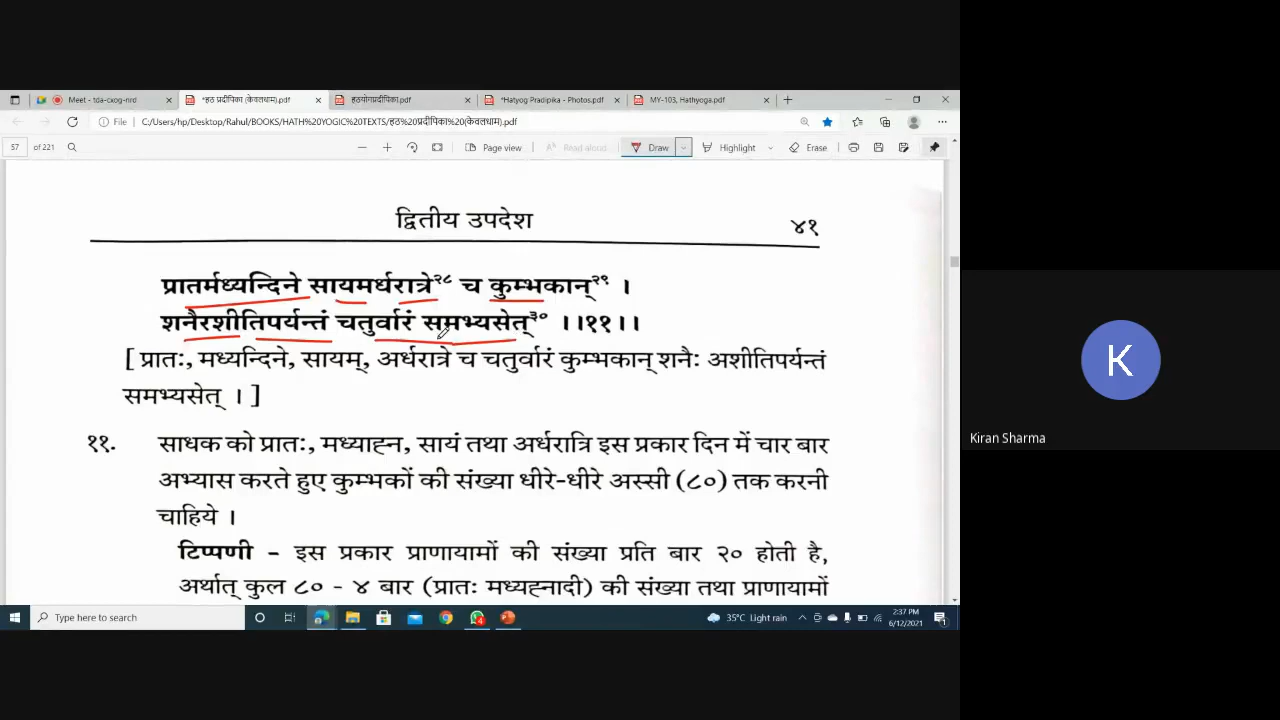 Meet - tda-cxog-nrd
*हठ प्रदीपिका (केवलधाम).pdf
हठयोगप्रदीपिका.pdf
*Hatyog Pradipika - Photos.pdf
MY-103, Hathyoga.pdf
File
C:/Users/hp/Desktop/Rahul/BOOKS/HATH%20YOGIC%20TEXTS/हठ%20प्रदीपिका%20(केवलधाम).pdf
57 of 221
Page view
Read aloud
Draw
Highlight
Erase
द्वितीय उपदेश
४१
प्रातर्मध्यन्दिने सायमर्धरात्रे२८ च कुम्भकान्२९ ।
शनैरशीतिपर्यन्तं चतुर्वारं समभ्यसेत्३० ।।११।।
[ प्रातः, मध्यन्दिने, सायम्, अर्धरात्रे च चतुर्वारं कुम्भकान् शनैः अशीतिपर्यन्तं
समभ्यसेत् । ]
११. साधक को प्रातः, मध्याह्न, सायं तथा अर्धरात्रि इस प्रकार दिन में चार बार
अभ्यास करते हुए कुम्भकों की संख्या धीरे-धीरे अस्सी (८०) तक करनी
चाहिये ।
टिप्पणी - इस प्रकार प्राणायामों की संख्या प्रति बार २० होती है,
अर्थात् कुल ८० - ४ बार (प्रातः मध्यह्नादी) की संख्या तथा प्राणायामों
K
Kiran Sharma
Type here to search
4
35°C Light rain
2:37 PM
6/12/2021
1